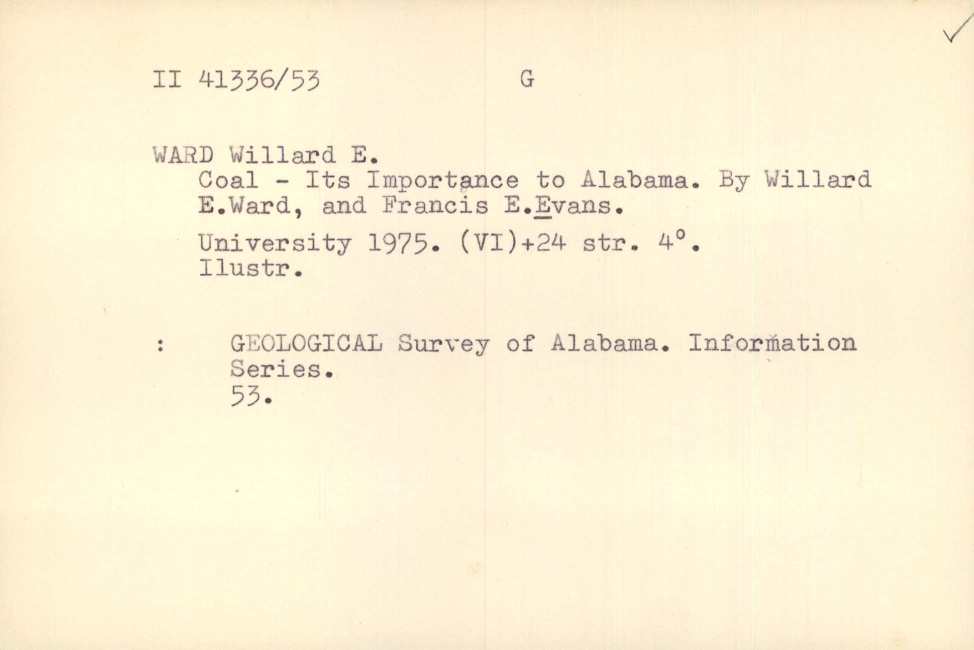 II 41336/53 G
WARD Willard E.
Coal - Its Importance to Alabama. By Willard
E.Ward, and Francis E.Evans.
University 1975. (VI)+24 str. 4°.
Ilustr.
: GEOLOGICAL Survey of Alabama. Information
Series.
53.